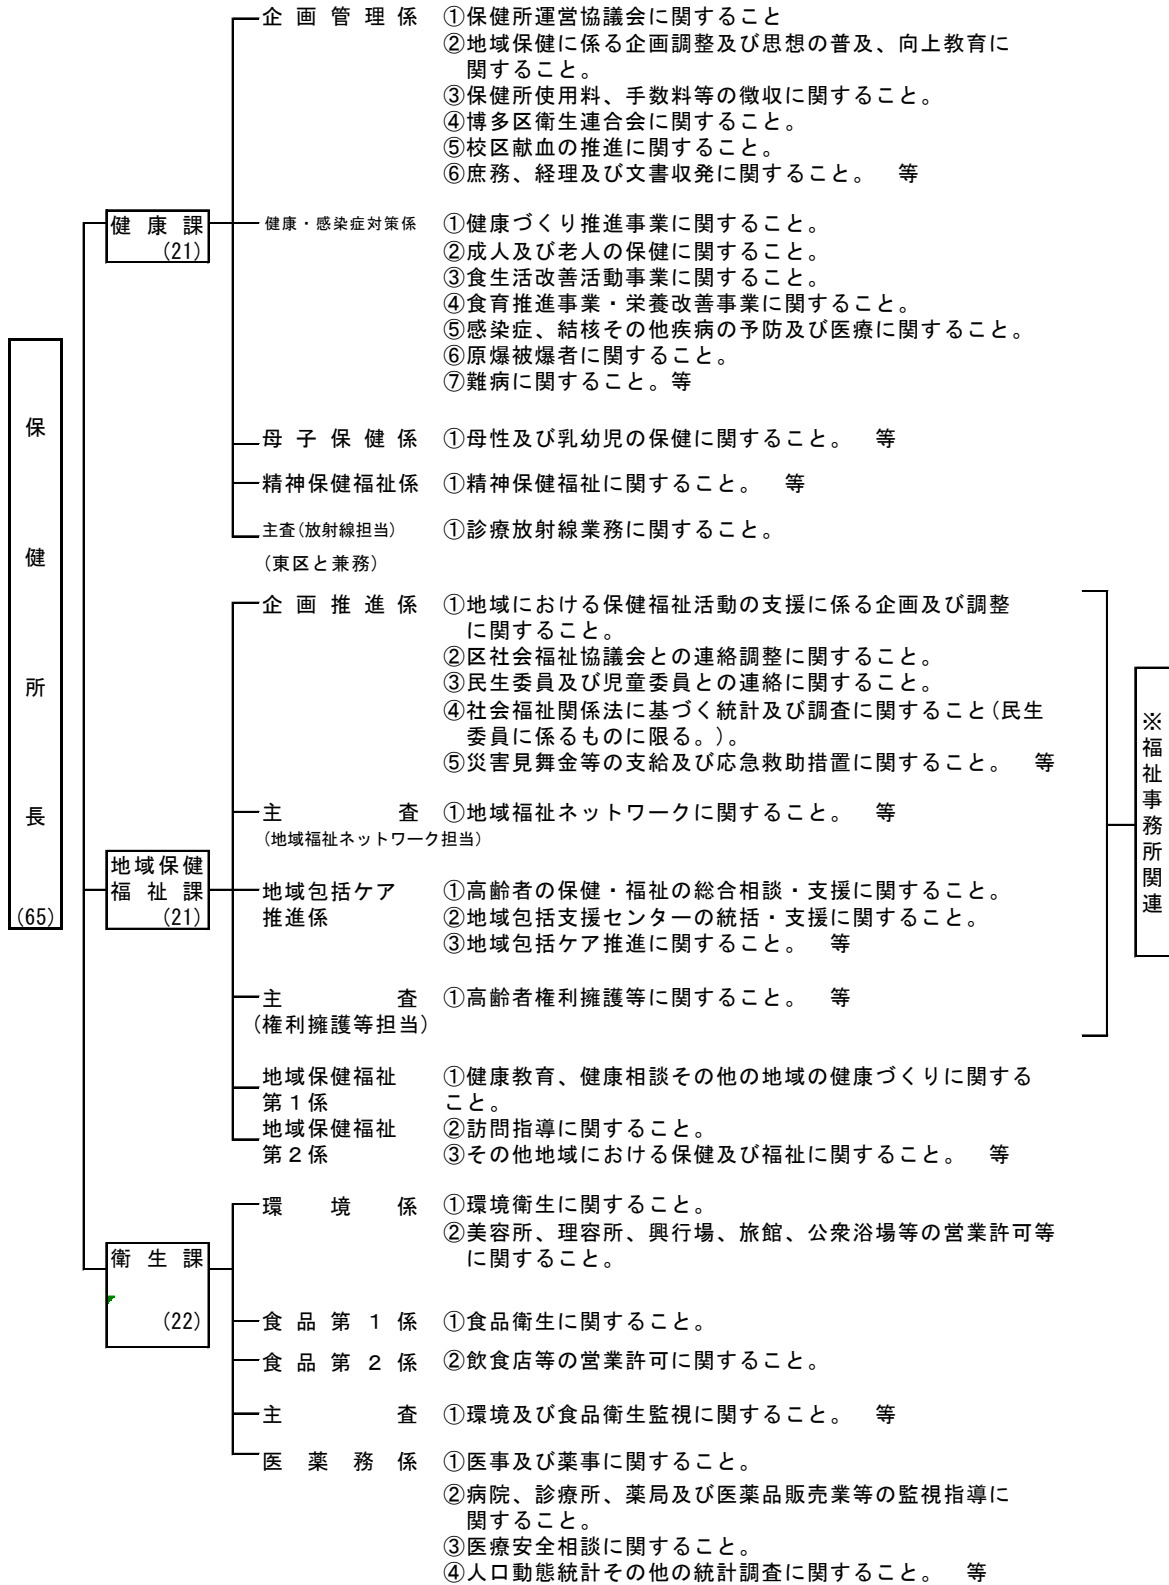 保健所長
(65)
健康課
(21)
企画管理係 ①保健所運営協議会に関すること
②地域保健に係る企画調整及び思想の普及、向上教育に
関すること。
③保健所使用料、手数料等の徴収に関すること。
④博多区衛生連合会に関すること。
⑤校区献血の推進に関すること。
⑥庶務、経理及び文書収発に関すること。 等
健康・感染症対策係 ①健康づくり推進事業に関すること。
②成人及び老人の保健に関すること。
③食生活改善活動事業に関すること。
④食育推進事業・栄養改善事業に関すること。
⑤感染症、結核その他疾病の予防及び医療に関すること。
⑥原爆被爆者に関すること。
⑦難病に関すること。等
母子保健係 ①母性及び乳幼児の保健に関すること。 等
精神保健福祉係 ①精神保健福祉に関すること。 等
主査(放射線担当) ①診療放射線業務に関すること。
(東区と兼務)
地域保健
福祉課
(21)
企画推進係 ①地域における保健福祉活動の支援に係る企画及び調整
に関すること。
②区社会福祉協議会との連絡調整に関すること。
③民生委員及び児童委員との連絡に関すること。
④社会福祉関係法に基づく統計及び調査に関すること(民生
委員に係るものに限る。)。
⑤災害見舞金等の支給及び応急救助措置に関すること。 等
主査 ①地域福祉ネットワークに関すること。 等
(地域福祉ネットワーク担当)
地域包括ケア ①高齢者の保健・福祉の総合相談・支援に関すること。
推進係 ②地域包括支援センターの統括・支援に関すること。
③地域包括ケア推進に関すること。 等
主査 ①高齢者権利擁護等に関すること。 等
(権利擁護等担当)
※福祉事務所関連
地域保健福祉 ①健康教育、健康相談その他の地域の健康づくりに関する
第1係 こと。
地域保健福祉 ②訪問指導に関すること。
第2係 ③その他地域における保健及び福祉に関すること。 等
衛生課
(22)
環境係 ①環境衛生に関すること。
②美容所、理容所、興行場、旅館、公衆浴場等の営業許可等
に関すること。
食品第1係 ①食品衛生に関すること。
食品第2係 ②飲食店等の営業許可に関すること。
主査 ①環境及び食品衛生監視に関すること。 等
医薬務係 ①医事及び薬事に関すること。
②病院、診療所、薬局及び医薬品販売業等の監視指導に
関すること。
③医療安全相談に関すること。
④人口動態統計その他の統計調査に関すること。 等